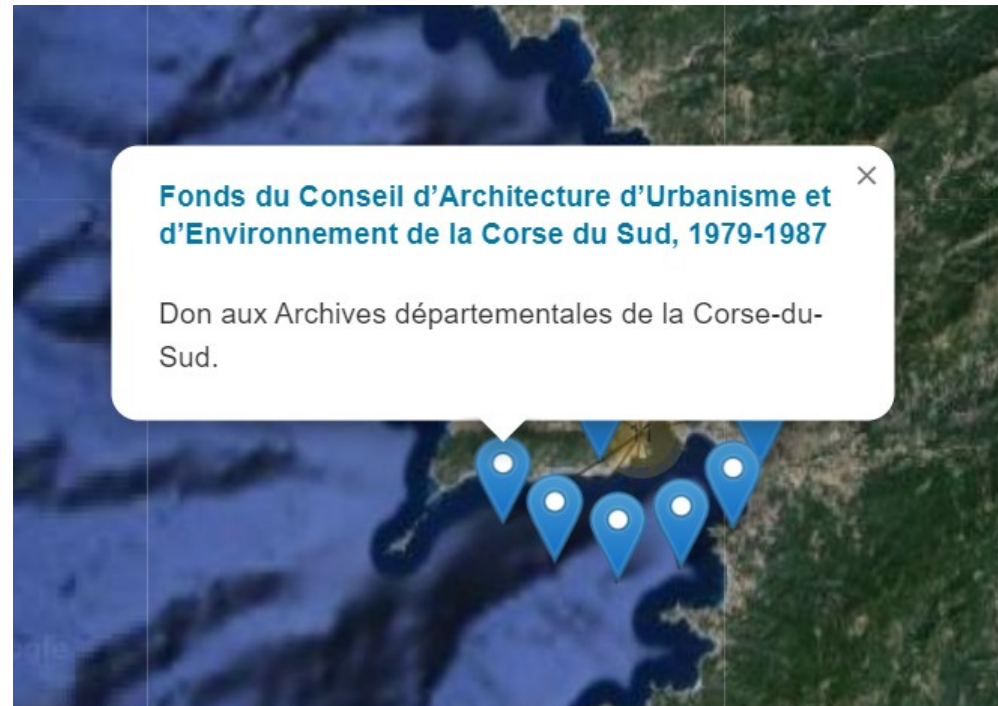 Fonds du Conseil d’Architecture d’Urbanisme et
d’Environnement de la Corse du Sud, 1979-1987
×
Don aux Archives départementales de la Corse-du-
Sud.